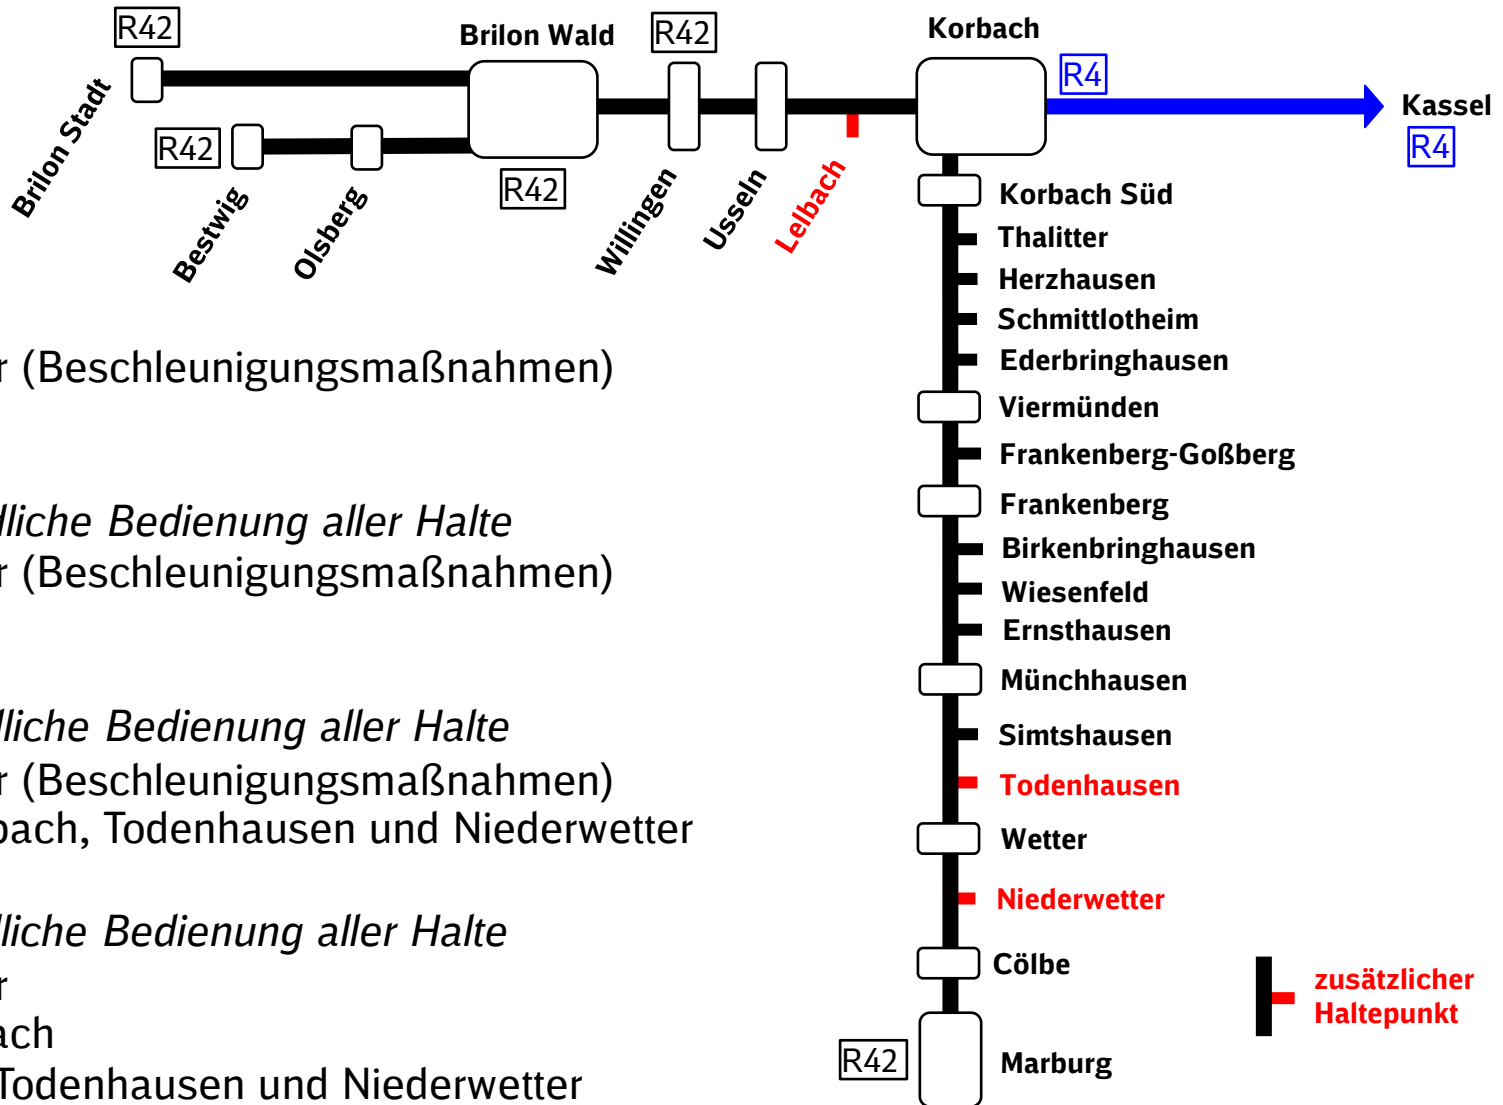 R42
Brilon Wald
R42
Korbach
R4
Kassel
R4
Brilon Stadt
R42
Bestwig
Olsberg
R42
Willingen
Usseln
Lelbach
Korbach Süd
Thalitter
Herzhausen
Schmittlotheim
Ederbringhausen
Viermünden
Frankenberg-Goßberg
Frankenberg
Birkenbringhausen
Wiesenfeld
Ernsthausen
Münchhausen
Simtshausen
Todenhausen
Wetter
Niederwetter
Cölbe
R42
Marburg
r (Beschleunigungsmaßnahmen)
dliche Bedienung aller Halte
r (Beschleunigungsmaßnahmen)
dliche Bedienung aller Halte
r (Beschleunigungsmaßnahmen)
bach, Todenhausen und Niederwetter
dliche Bedienung aller Halte
r
ach
Todenhausen und Niederwetter
zusätzlicher
Haltepunkt